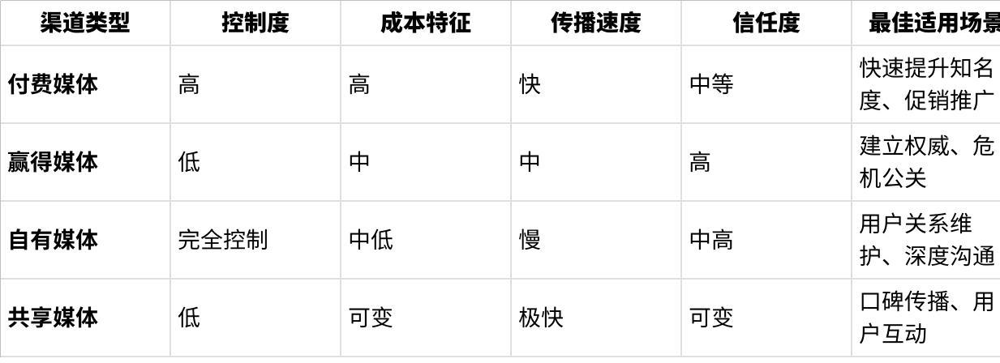 渠道类型 控制度 成本特征 传播速度 信任度 最佳适用场景
付费媒体 高 高 快 中等 快速提升知名
度、促销推广
赢得媒体 低 中 中 高 建立权威、危
机公关
自有媒体 完全控制 中低 慢 中高 用户关系维
护、深度沟通
共享媒体 低 可变 极快 可变 口碑传播、用
户互动